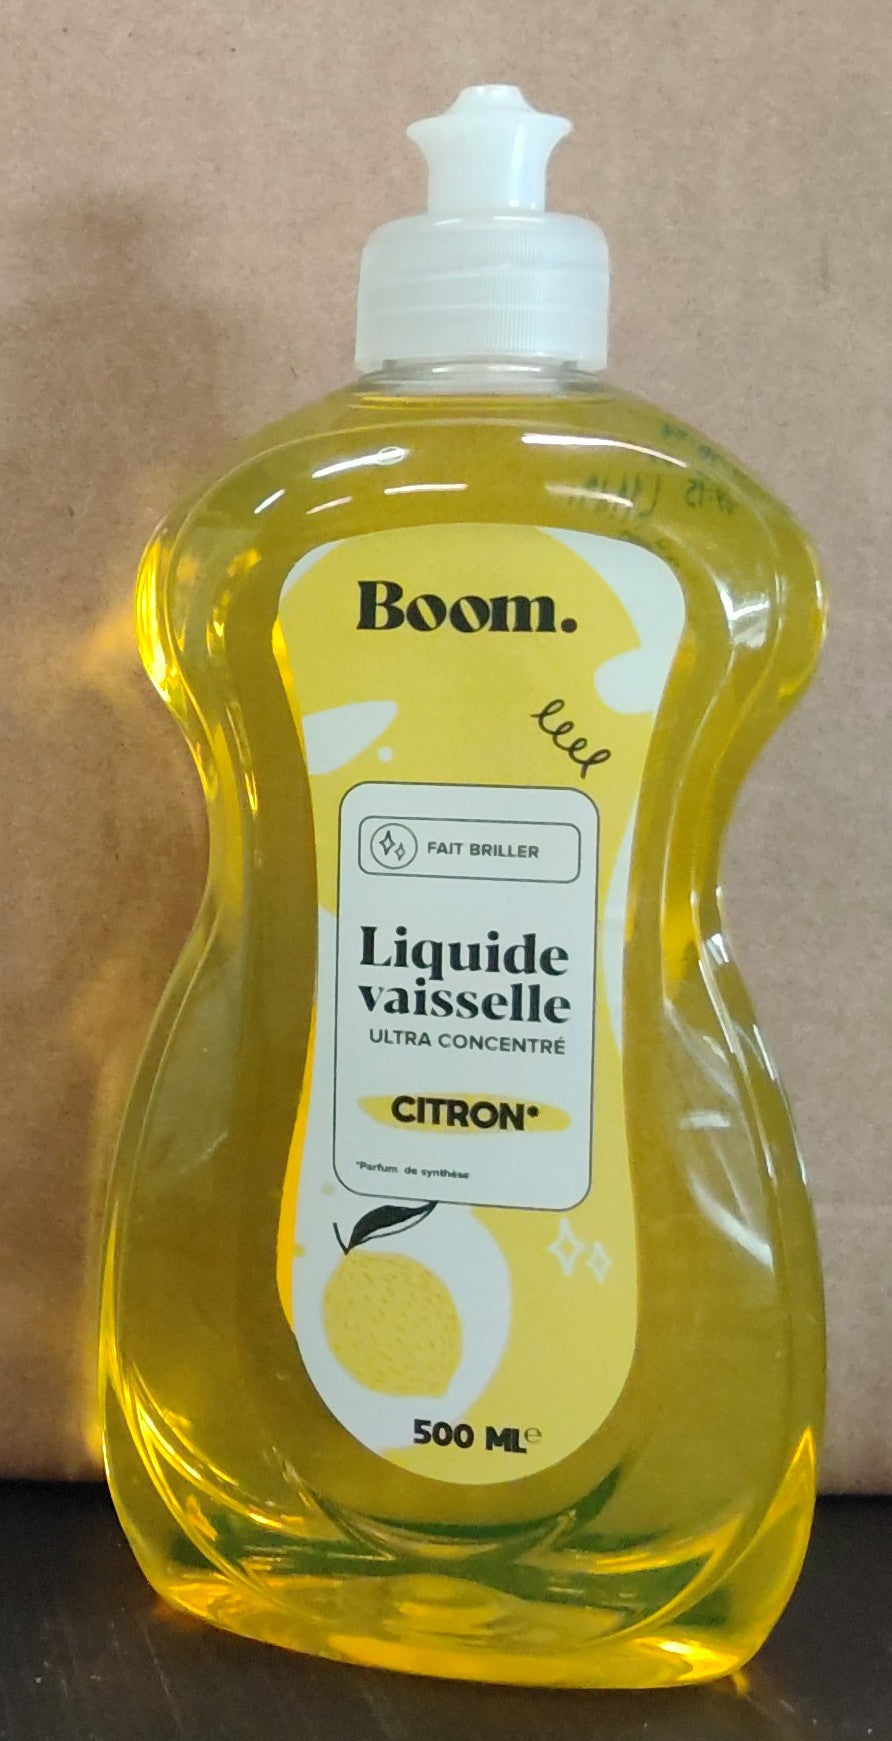 Boom.
FAIT BRILLER
Liquide
vaisselle
ULTRA CONCENTRÉ
CITRON*
*Parfum de synthèse
500 ML℮